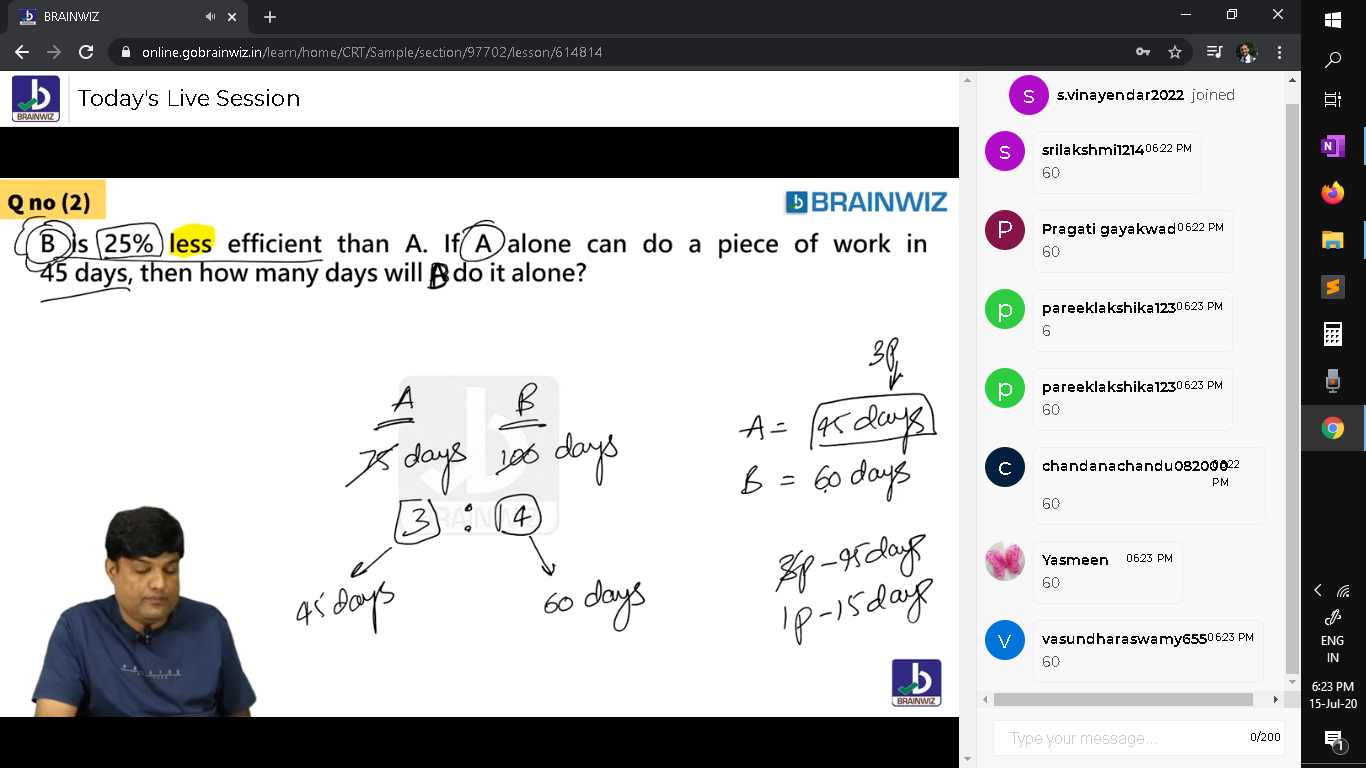 BRAINWIZ
online.gobrainwiz.in/learn/home/CRT/Sample/section/97702/lesson/614814
BRAINWIZ
Today's Live Session
Q no (2)
BRAINWIZ
B is 25% less efficient than A. If A alone can do a piece of work in
45 days, then how many days will B do it alone?
A B
75 days 100 days
3 : 4
45 days 60 days
3p
A = 45 days
B = 60 days
3p - 45 days
1p - 15 days
BRAINWIZ
BRAINWIZ
s
s.vinayendar2022 joined
s
srilakshmi1214 06:22 PM
60
P
Pragati gayakwad 06:22 PM
60
p
pareeklakshika123 06:23 PM
6
p
pareeklakshika123 06:23 PM
60
c
60
Yasmeen 06:23 PM
60
v
vasundharaswamy655 06:23 PM
60
Type your message... 0/200
N
ENG
IN
6:23 PM
15-Jul-20
1